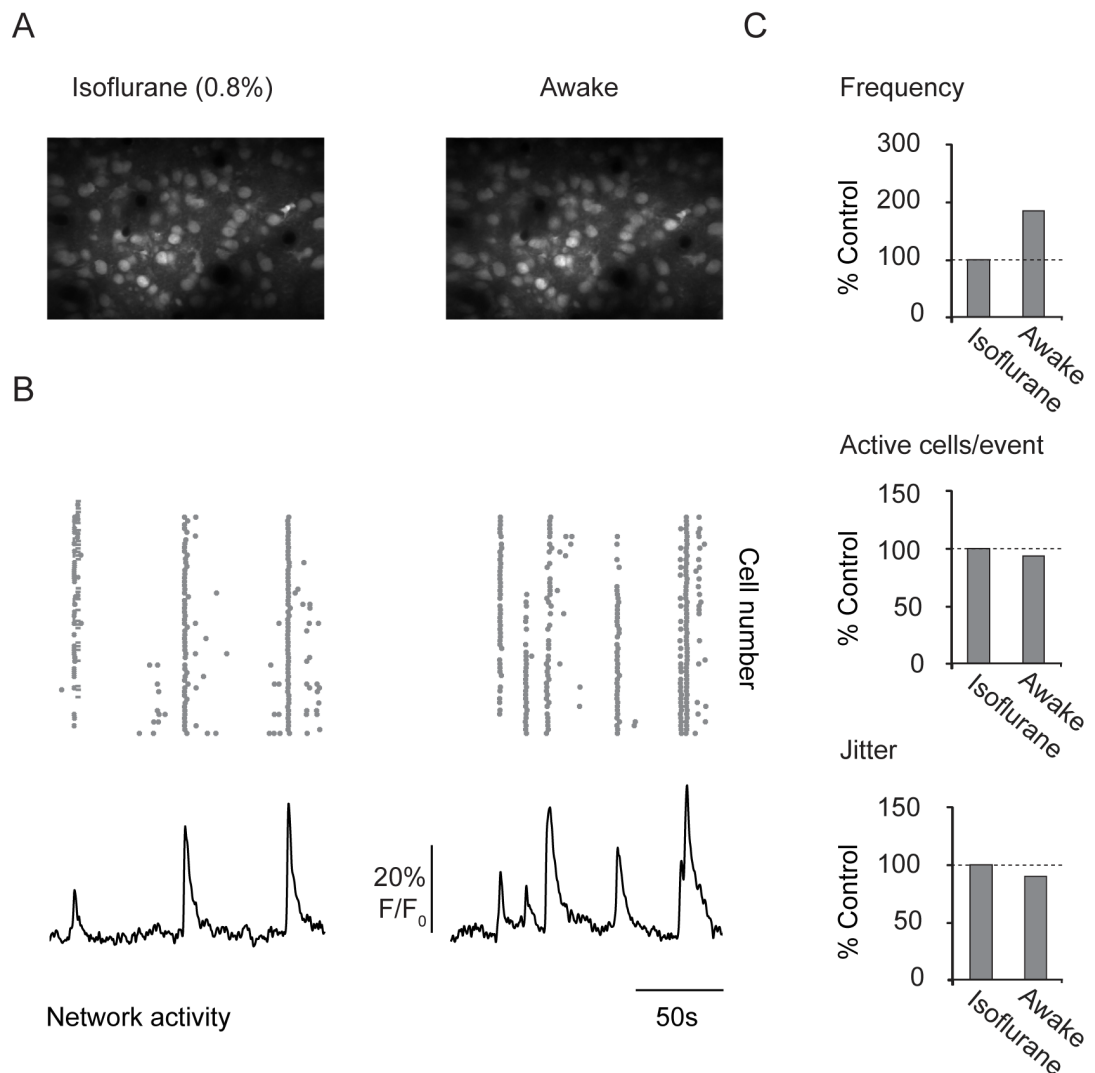 A
Isoflurane (0.8%)
Awake
B
Cell number
20%
F/F0
Network activity
50s
C
Frequency
300
200
100
0
% Control
Isoflurane
Awake
Active cells/event
150
100
50
0
% Control
Isoflurane
Awake
Jitter
150
100
50
0
% Control
Isoflurane
Awake